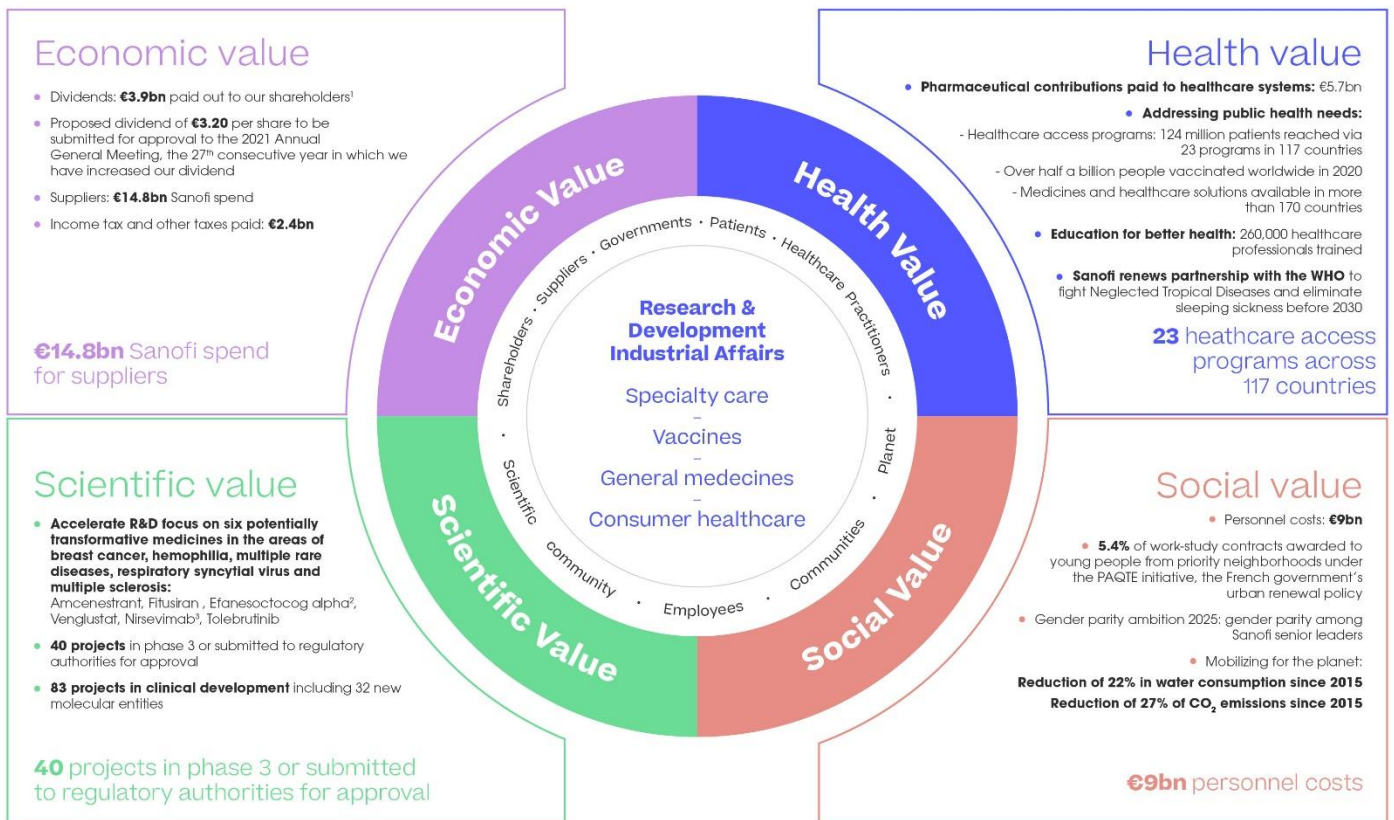 Economic value
• Dividends: €3.9bn paid out to our shareholders¹
• Proposed dividend of €3.20 per share to be
submitted for approval to the 2021 Annual
General Meeting, the 27ᵗʰ consecutive year in which we
have increased our dividend
• Suppliers: €14.8bn Sanofi spend
• Income tax and other taxes paid: €2.4bn
€14.8bn Sanofi spend
for suppliers
Health value
• Pharmaceutical contributions paid to healthcare systems: €5.7bn
• Addressing public health needs:
- Healthcare access programs: 124 million patients reached via
23 programs in 117 countries
- Over half a billion people vaccinated worldwide in 2020
- Medicines and healthcare solutions available in more
than 170 countries
• Education for better health: 260,000 healthcare
professionals trained
• Sanofi renews partnership with the WHO to
fight Neglected Tropical Diseases and eliminate
sleeping sickness before 2030
23 heathcare access
programs across
117 countries
Economic Value
Health Value
Scientific Value
Social Value
Shareholders · Suppliers · Governments · Patients · Healthcare Practitioners ·
Planet · Communities · Employees · Scientific community ·
Research &
Development
Industrial Affairs
Specialty care
–
Vaccines
–
General medecines
–
Consumer healthcare
Scientific value
• Accelerate R&D focus on six potentially
transformative medicines in the areas of
breast cancer, hemophilia, multiple rare
diseases, respiratory syncytial virus and
multiple sclerosis:
Amcenestrant, Fitusiran , Efanesoctocog alpha²,
Venglustat, Nirsevimab³, Tolebrutinib
• 40 projects in phase 3 or submitted to regulatory
authorities for approval
• 83 projects in clinical development including 32 new
molecular entities
40 projects in phase 3 or submitted
to regulatory authorities for approval
Social value
• Personnel costs: €9bn
• 5.4% of work-study contracts awarded to
young people from priority neighborhoods under
the PAQTE initiative, the French government's
urban renewal policy
• Gender parity ambition 2025: gender parity among
Sanofi senior leaders
• Mobilizing for the planet:
Reduction of 22% in water consumption since 2015
Reduction of 27% of CO₂ emissions since 2015
€9bn personnel costs